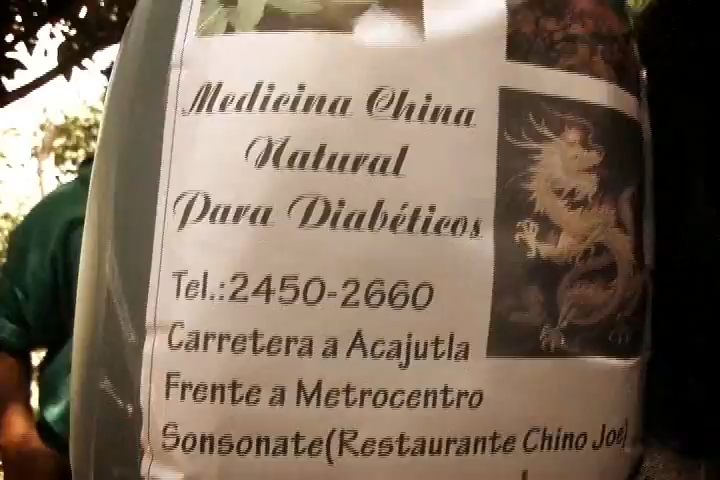 Medicina China
Natural
Para Diabéticos
Tel.:2450-2660
Carretera a Acajutla
Frente a Metrocentro
Sonsonate(Restaurante Chino Joe)